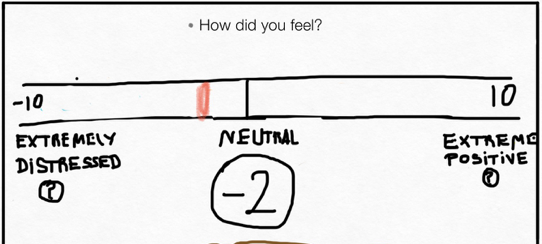 • How did you feel?
-10 10
EXTREMELY NEUTRAL EXTREME
DISTRESSED POSITIVE
? ?
-2